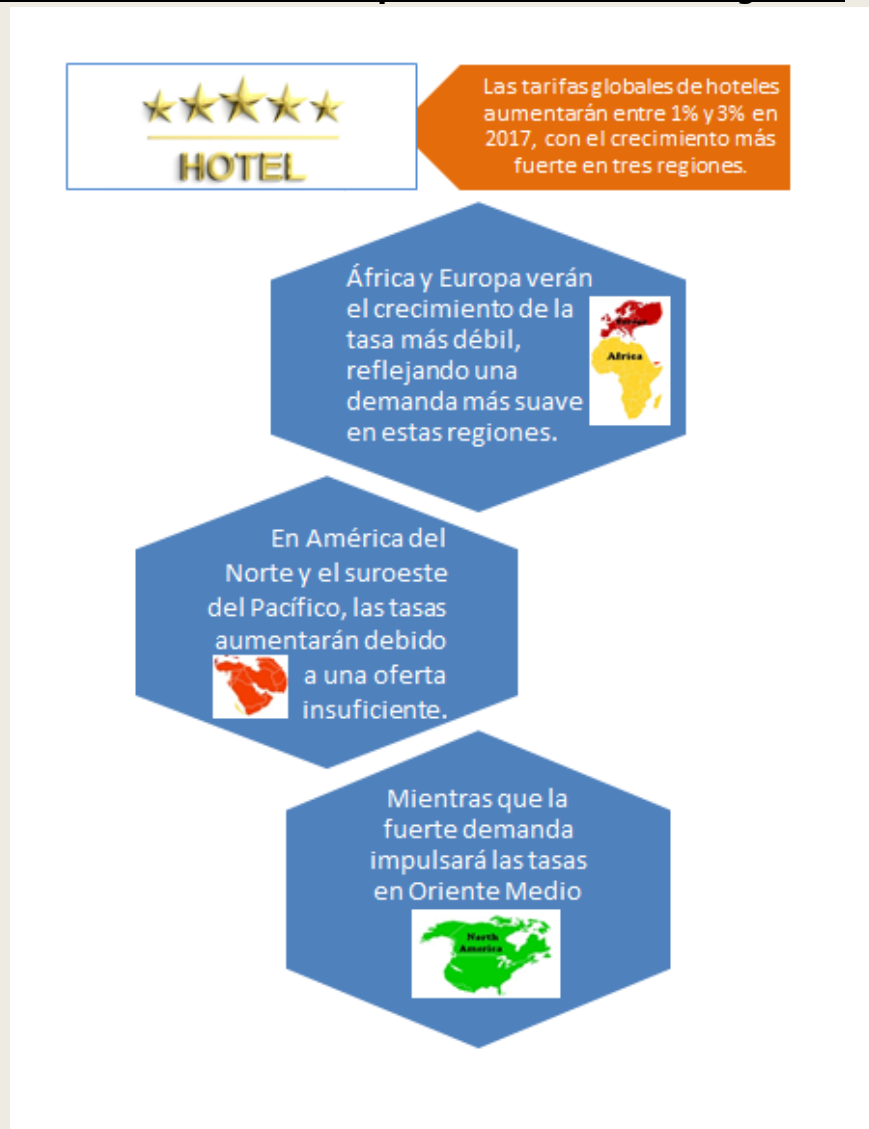 HOTEL
Las tarifas globales de hoteles
aumentarán entre 1% y 3% en
2017, con el crecimiento más
fuerte en tres regiones.
África y Europa verán
el crecimiento de la
tasa más débil,
reflejando una
demanda más suave
en estas regiones.
Africa
En América del
Norte y el suroeste
del Pacífico, las tasas
aumentarán debido
a una oferta
insuficiente.
Mientras que la
fuerte demanda
impulsará las tasas
en Oriente Medio
North
America